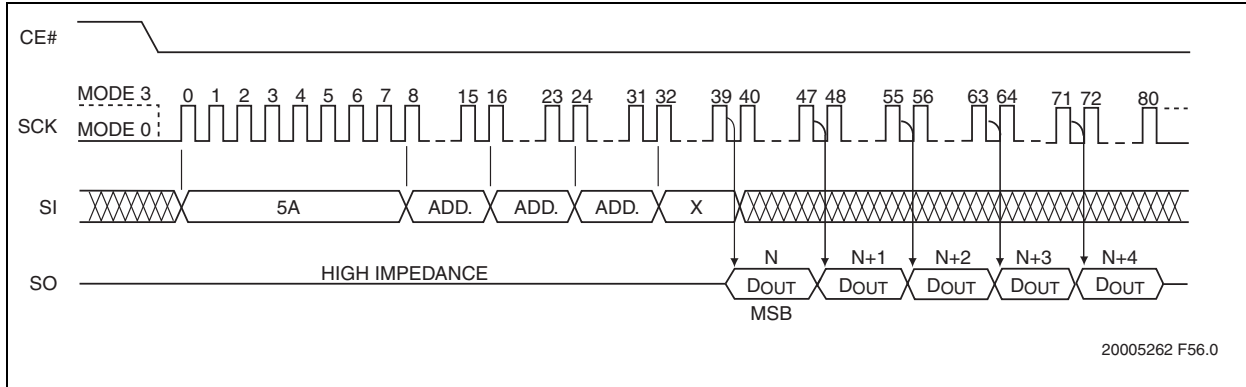 CE#
MODE 3
0 1 2 3 4 5 6 7 8 15 16 23 24 31 32 39 40 47 48 55 56 63 64 71 72 80
SCK
MODE 0
SI
5A ADD. ADD. ADD. X
N N+1 N+2 N+3 N+4
HIGH IMPEDANCE
SO
DOUT DOUT DOUT DOUT DOUT
MSB
20005262 F56.0